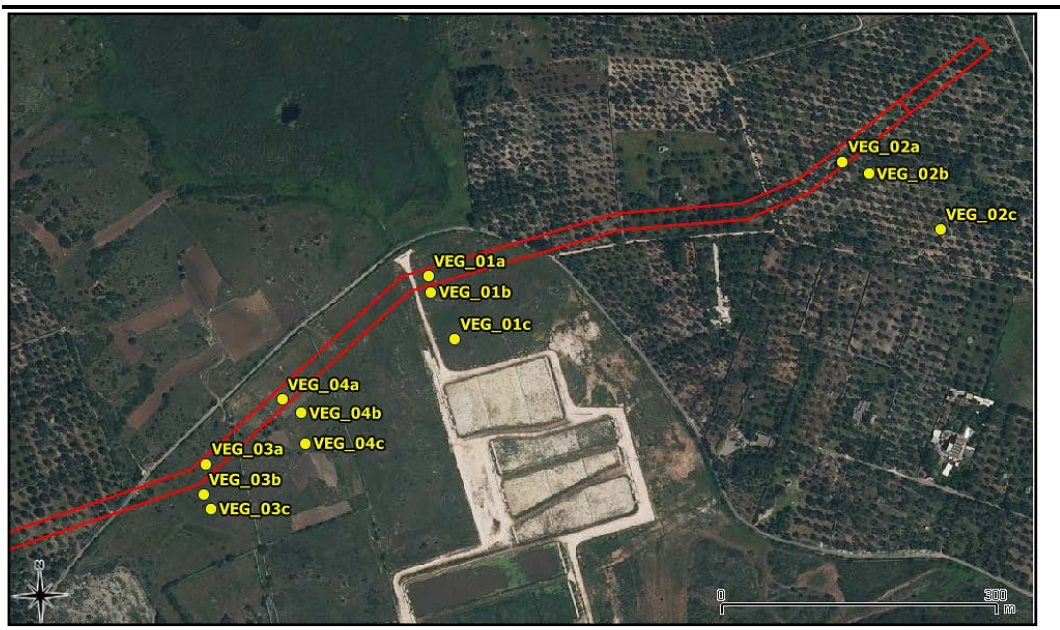 VEG_02a
VEG_02b
VEG_02c
VEG_01a
VEG_01b
VEG_01c
VEG_04a
VEG_04b
VEG_04c
VEG_03a
VEG_03b
VEG_03c
N
0 300
m